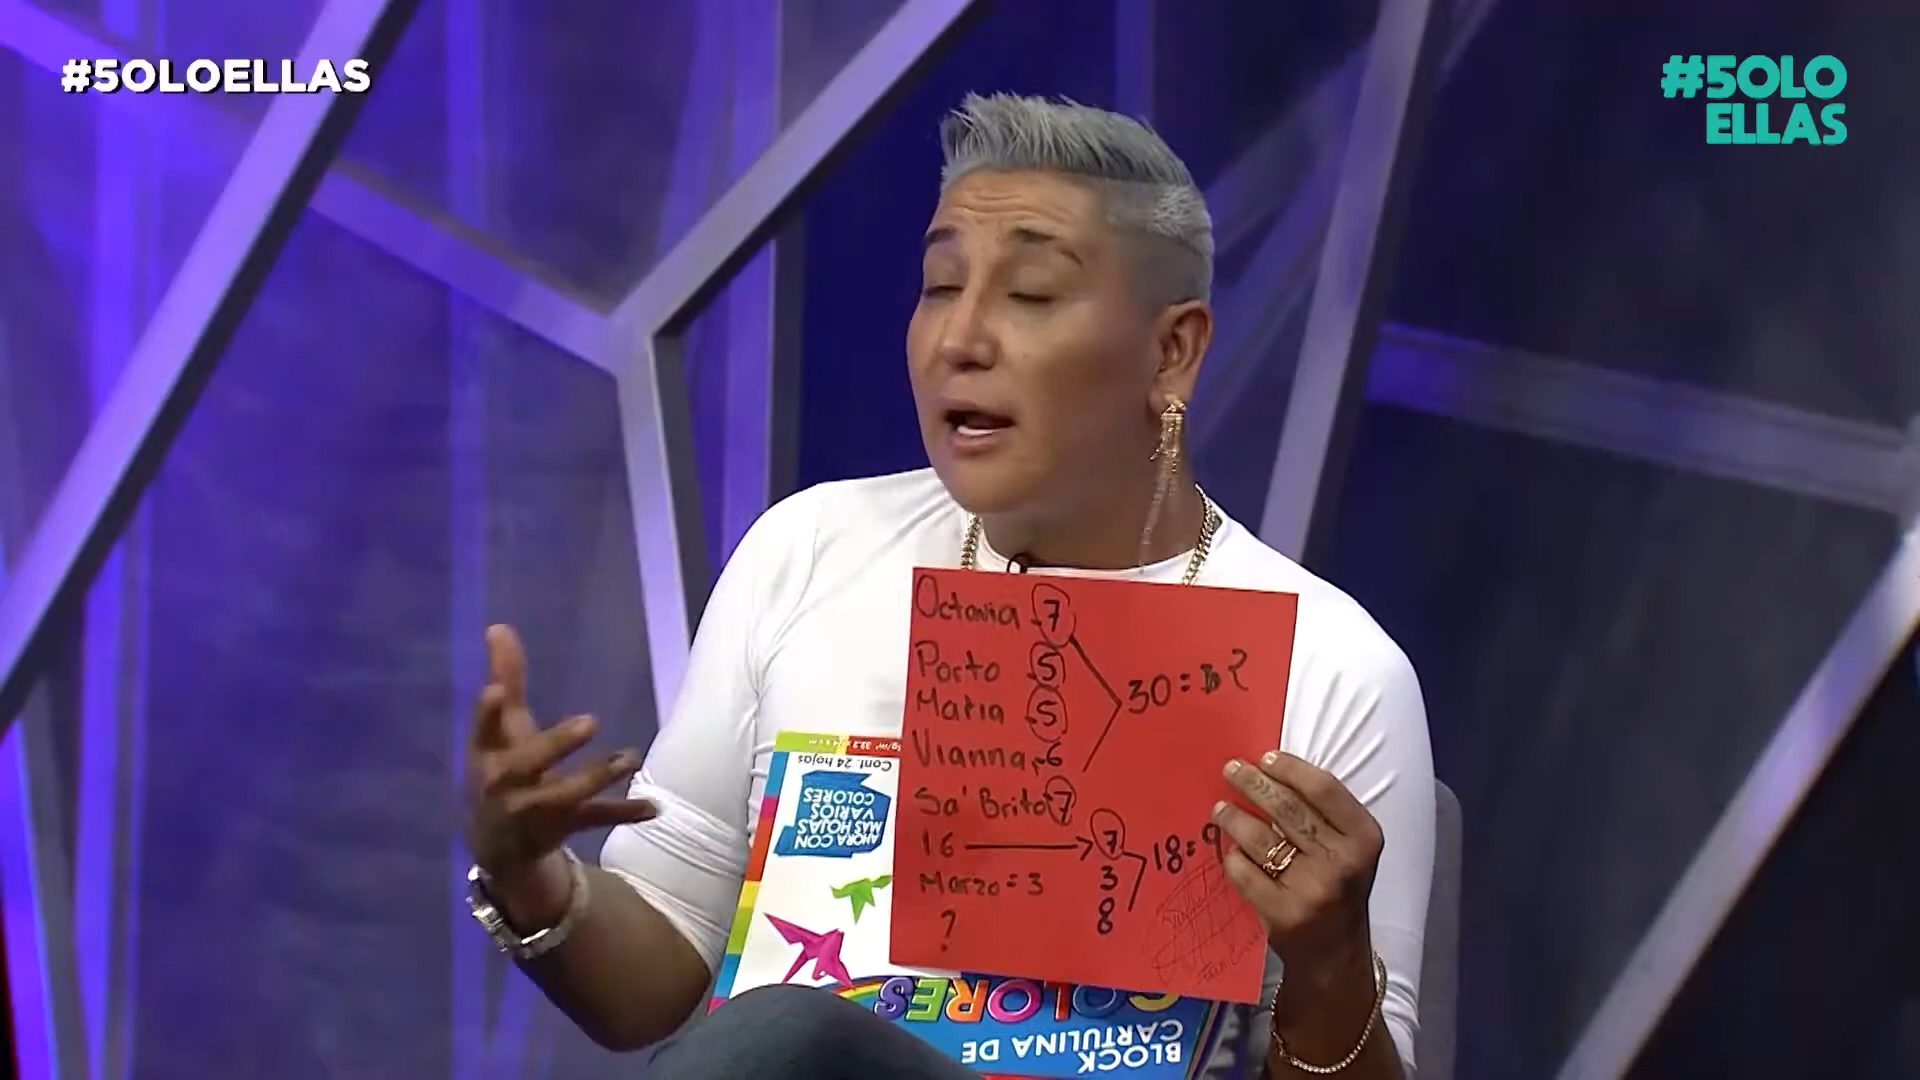 #5OLOELLAS
#5OLO
ELLAS
Octavia -7
Porto -5
Maria -5
Vianna -6
Sa' Brito 7
30 =
16 → 7
18 = 9
Marzo = 3
3
?
8
Cont. 24 hojas
AHORA CON
MÁS HOJAS
VARIOS
COLORES
COLORES
BLOCK
CARTULINA DE